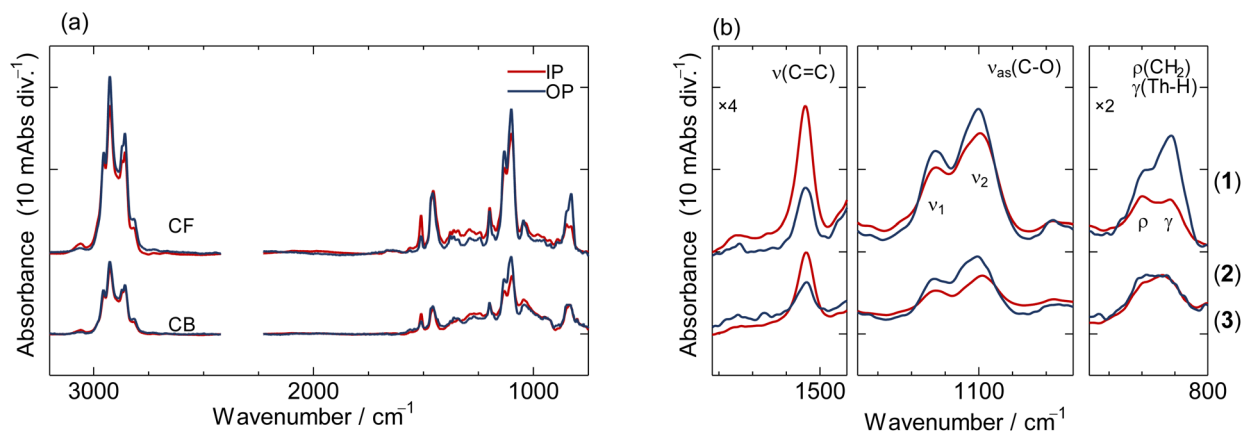 (a)
IP
OP
CF
CB
Absorbance (10 mAbs div.⁻¹)
3000
2000
1000
Wavenumber / cm⁻¹
(b)
ν(C=C)
×4
νas(C-O)
ν₁
ν₂
ρ(CH₂)
γ(Th-H)
×2
ρ
γ
(1)
(2)
(3)
Absorbance (10 mAbs div.⁻¹)
1500
1100
800
Wavenumber / cm⁻¹